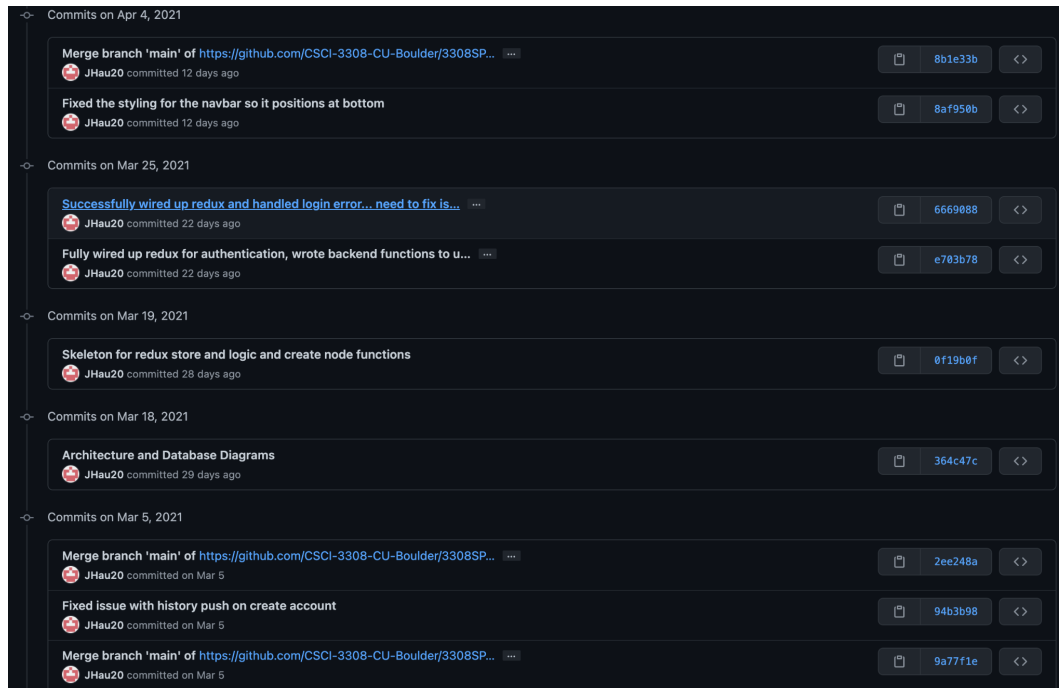 Commits on Apr 4, 2021
Merge branch 'main' of https://github.com/CSCI-3308-CU-Boulder/3308SP... ...
8b1e33b
JHau20 committed 12 days ago
Fixed the styling for the navbar so it positions at bottom
8af950b
JHau20 committed 12 days ago
Commits on Mar 25, 2021
Successfully wired up redux and handled login error... need to fix is... ...
6669088
JHau20 committed 22 days ago
Fully wired up redux for authentication, wrote backend functions to u... ...
e703b78
JHau20 committed 22 days ago
Commits on Mar 19, 2021
Skeleton for redux store and logic and create node functions
0f19b0f
JHau20 committed 28 days ago
Commits on Mar 18, 2021
Architecture and Database Diagrams
364c47c
JHau20 committed 29 days ago
Commits on Mar 5, 2021
Merge branch 'main' of https://github.com/CSCI-3308-CU-Boulder/3308SP... ...
2ee248a
JHau20 committed on Mar 5
Fixed issue with history push on create account
94b3b98
JHau20 committed on Mar 5
Merge branch 'main' of https://github.com/CSCI-3308-CU-Boulder/3308SP... ...
9a77f1e
JHau20 committed on Mar 5